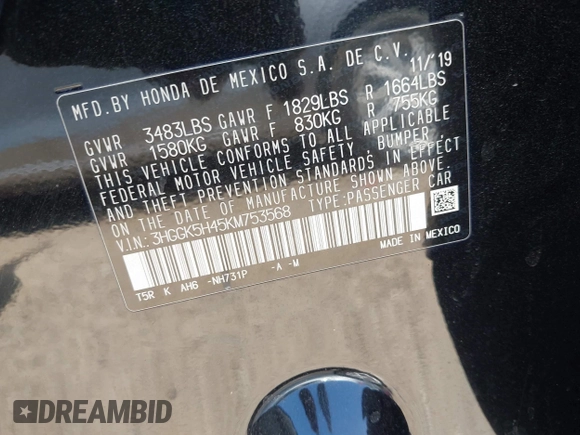 MFD.BY HONDA DE MEXICO S.A. DE C.V. 11/19
GVWR 3483LBS GAWR F 1829LBS R 1664LBS
GVWR 1580KG GAWR F 830KG R 755KG
THIS VEHICLE CONFORMS TO ALL APPLICABLE
FEDERAL MOTOR VEHICLE SAFETY BUMPER,
AND THEFT PREVENTION STANDARDS IN EFFECT
ON THE DATE OF MANUFACTURE SHOWN ABOVE.
V.I.N.: 3HGGK5H45KM753568 TYPE:PASSENGER CAR
MADE IN MEXICO
T5R K AH6 -NH731P -A -M
DREAMBID